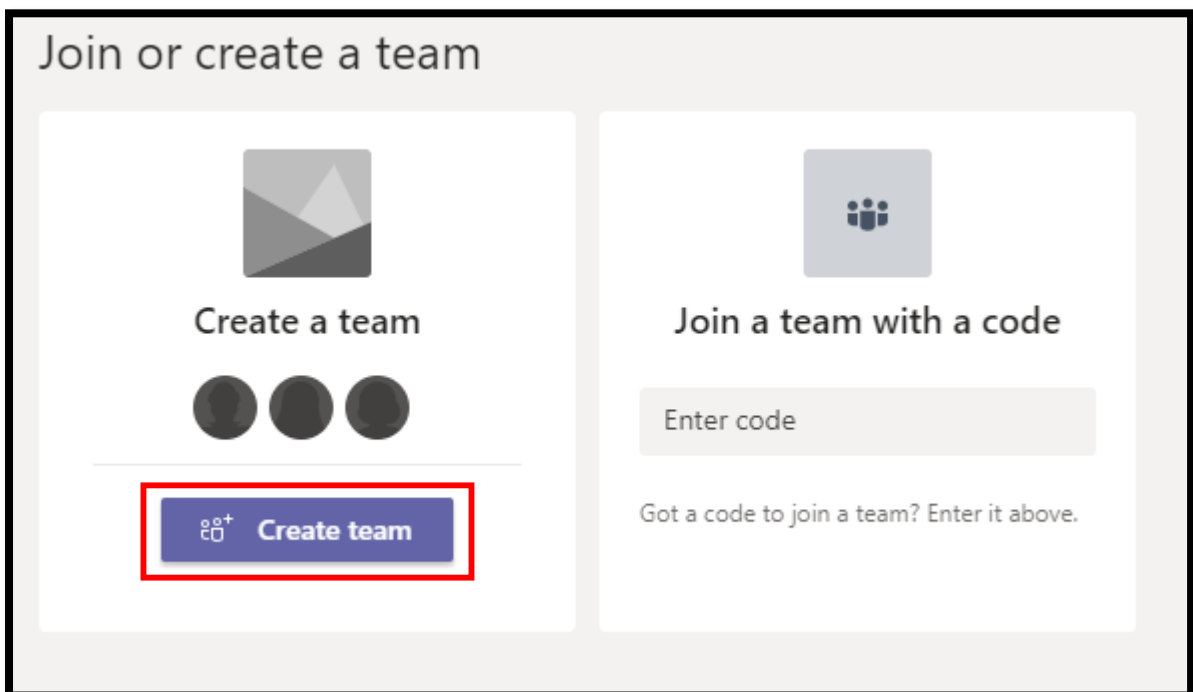 Join or create a team
Create a team
Create team
Join a team with a code
Enter code
Got a code to join a team? Enter it above.